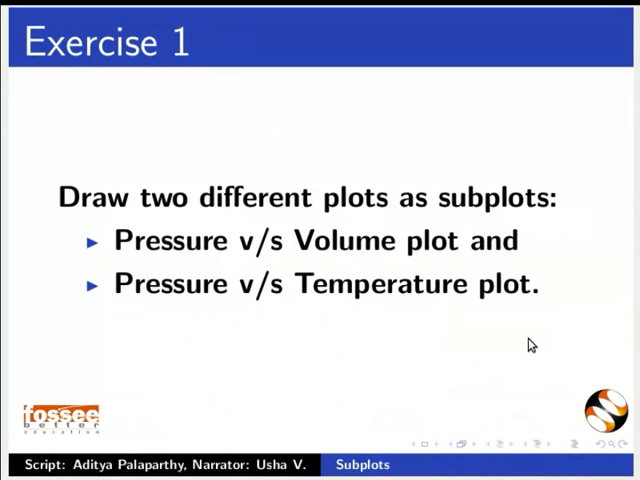 Exercise 1
Draw two different plots as subplots:
Pressure v/s Volume plot and
Pressure v/s Temperature plot.
fossee
better
education
Script: Aditya Palaparthy, Narrator: Usha V.
Subplots